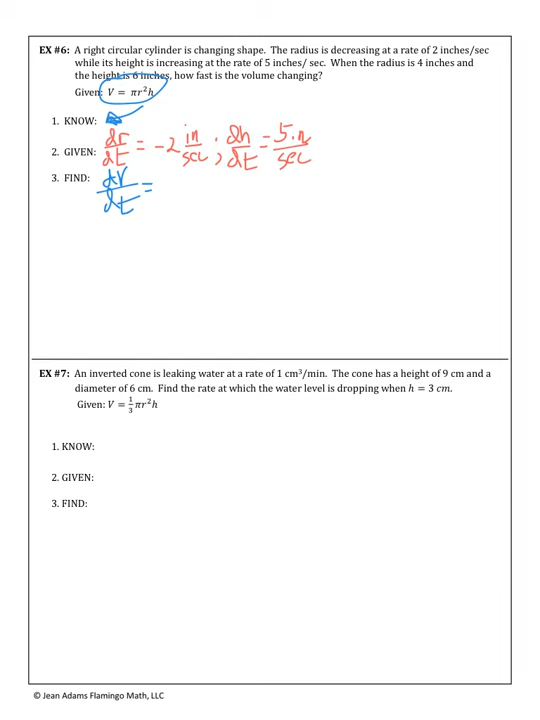 EX #6: A right circular cylinder is changing shape. The radius is decreasing at a rate of 2 inches/sec
while its height is increasing at the rate of 5 inches/ sec. When the radius is 4 inches and
the height is 6 inches, how fast is the volume changing?
Given: V = πr²h
1. KNOW:
2. GIVEN: dr/dt = -2 in/sec ; dh/dt = 5 in/sec
3. FIND: dV/dt =
EX #7: An inverted cone is leaking water at a rate of 1 cm³/min. The cone has a height of 9 cm and a
diameter of 6 cm. Find the rate at which the water level is dropping when h = 3 cm.
Given: V = 1/3 πr²h
1. KNOW:
2. GIVEN:
3. FIND:
© Jean Adams Flamingo Math, LLC